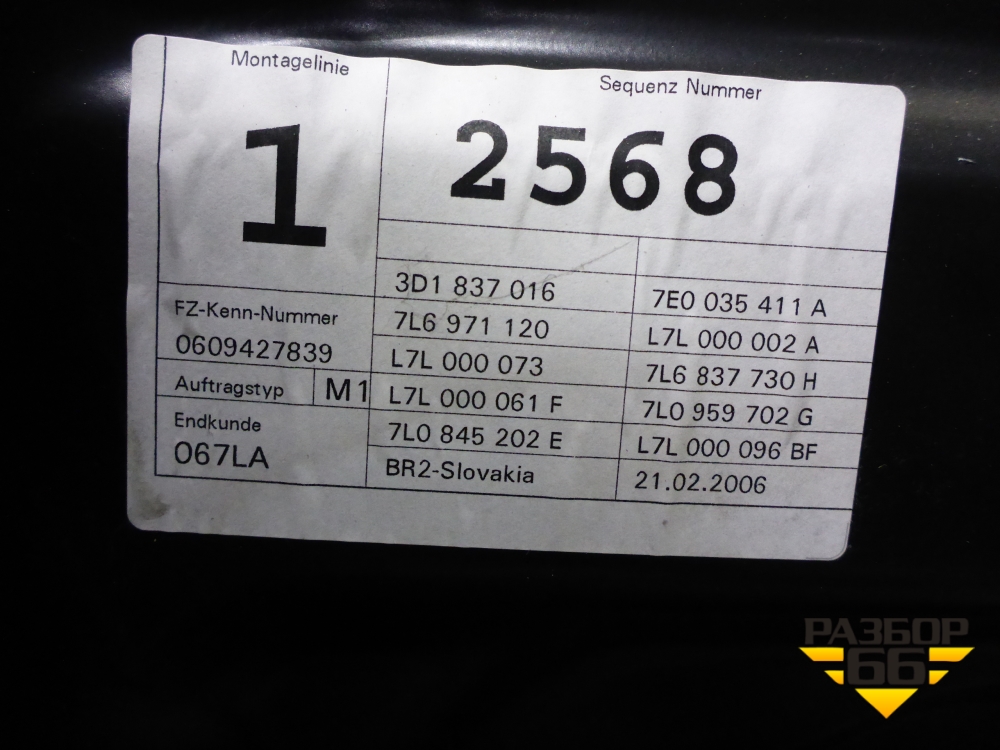 Montagelinie
Sequenz Nummer
1
2568
3D1 837 016
7E0 035 411 A
FZ-Kenn-Nummer
7L6 971 120
L7L 000 002 A
0609427839
L7L 000 073
7L6 837 730 H
Auftragstyp
M1
L7L 000 061 F
7L0 959 702 G
Endkunde
7L0 845 202 E
L7L 000 096 BF
067LA
BR2-Slovakia
21.02.2006
РАЗБОР
66